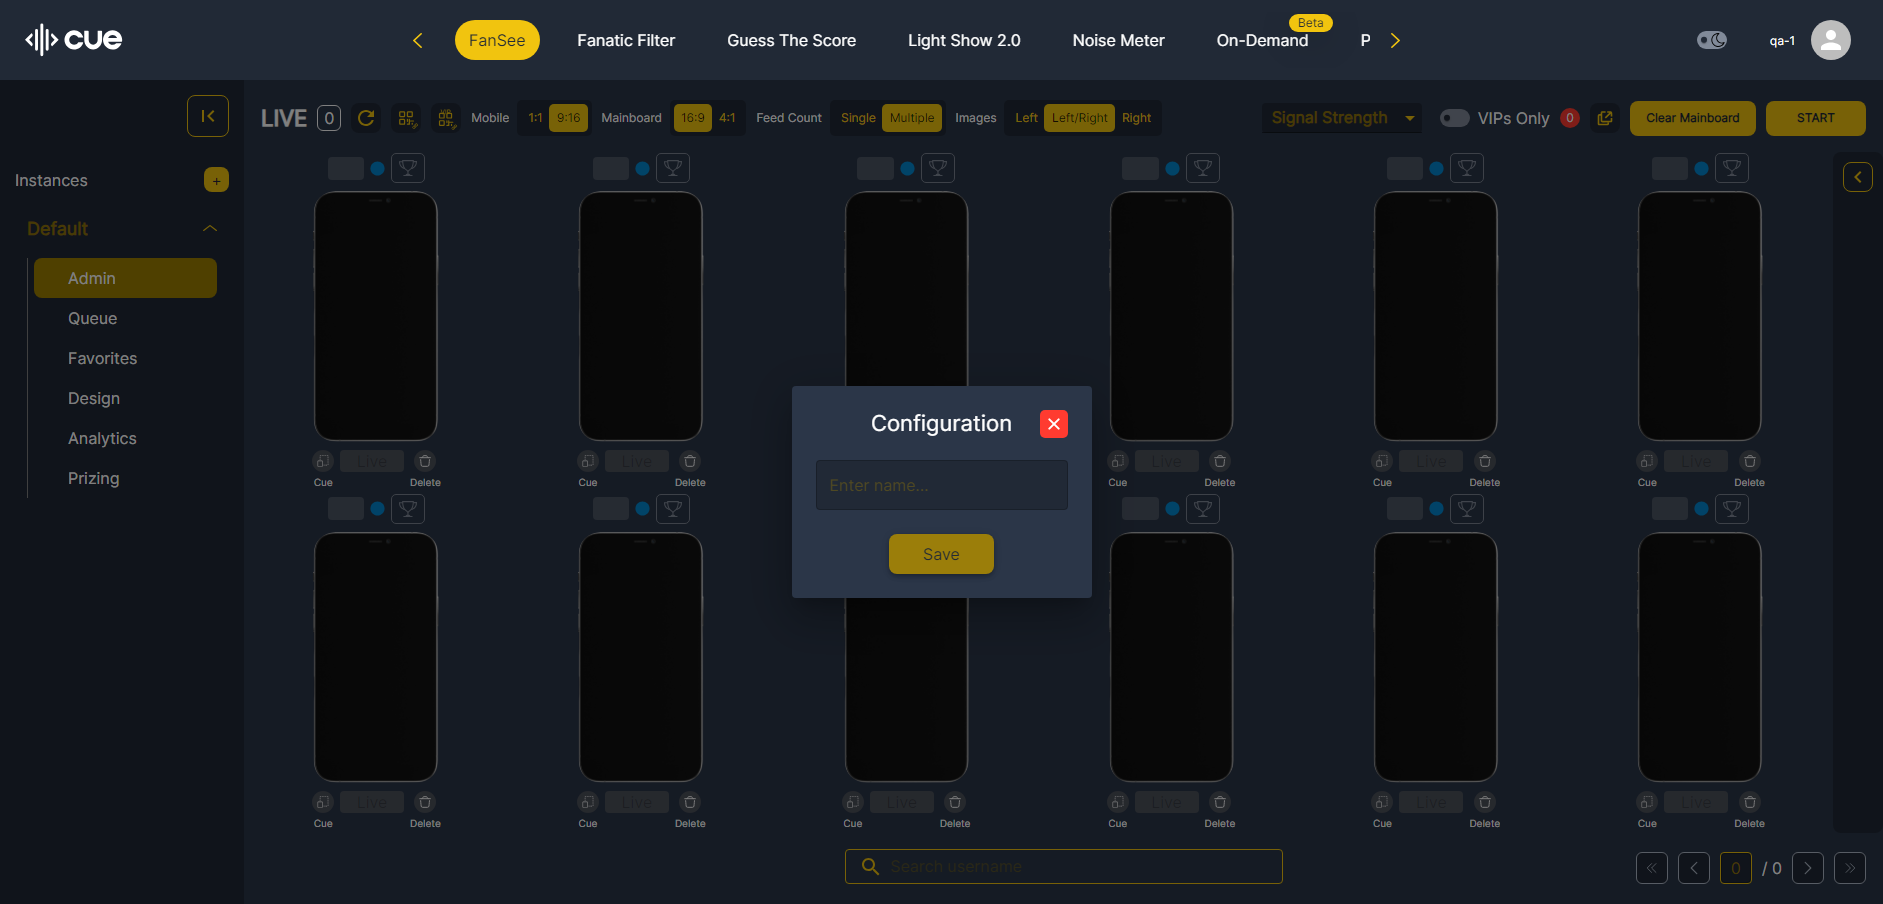 cue
FanSee
Fanatic Filter
Guess The Score
Light Show 2.0
Noise Meter
On-Demand
Beta
P
qa-1
LIVE 0
Mobile 1:1 9:16
Mainboard 16:9 4:1
Feed Count Single Multiple
Images Left Left/Right Right
Signal Strength
VIPs Only 0
Clear Mainboard
START
Instances +
Default
Admin
Queue
Favorites
Design
Analytics
Prizing
Live
Live
Live
Live
Live
Cue Delete
Cue Delete
Cue Delete
Cue Delete
Cue Delete
Configuration
Enter name...
Save
Live
Live
Live
Live
Live
Live
Cue Delete
Cue Delete
Cue Delete
Cue Delete
Cue Delete
Cue Delete
Search username
0 / 0